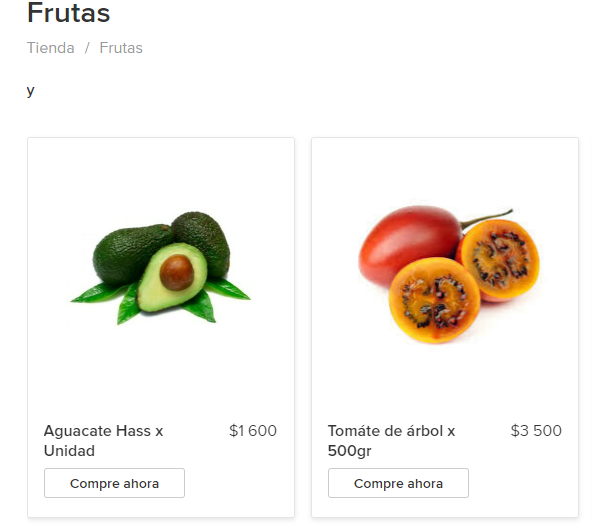 Frutas
Tienda / Frutas
y
Aguacate Hass x
Unidad
$1 600
Compre ahora
Tomáte de árbol x
500gr
$3 500
Compre ahora